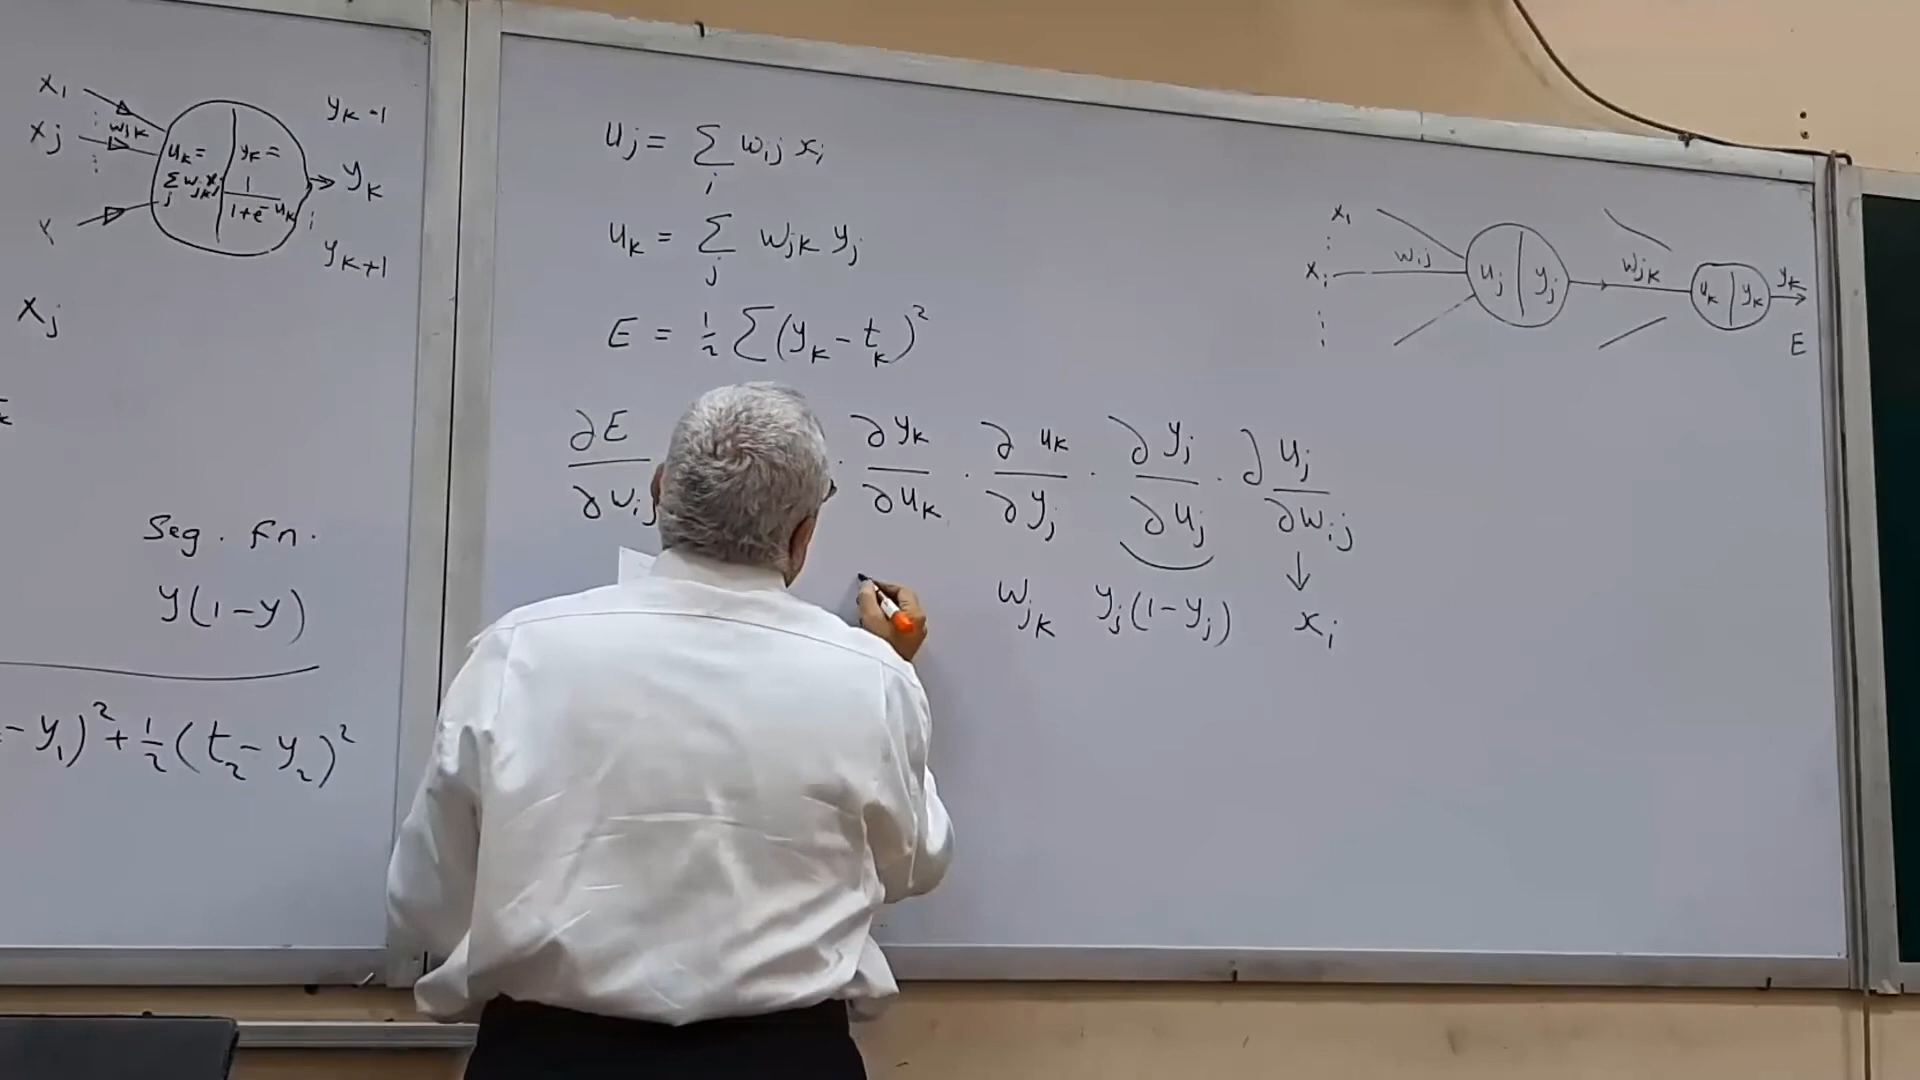 x₁
xⱼ
wⱼₖ
uₖ =
∑ⱼ wⱼₖ xⱼ
yₖ =
1 / (1 + e^-uₖ)
yₖ₋₁
yₖ
yₖ₊₁
xⱼ
Seg. fn.
y(1-y)
- y₁)² + ½(t₂ - y₂)²
uⱼ = ∑ᵢ wᵢⱼ xᵢ
uₖ = ∑ⱼ wⱼₖ yⱼ
E = ½ ∑(yₖ - tₖ)²
∂E/∂wᵢⱼ · ∂yₖ/∂uₖ · ∂uₖ/∂yⱼ · ∂yⱼ/∂uⱼ · ∂uⱼ/∂wᵢⱼ
wⱼₖ yⱼ(1-yⱼ) xᵢ
x₁
xᵢ
wᵢⱼ
uⱼ | yⱼ
wⱼₖ
uₖ | yₖ
yₖ
E